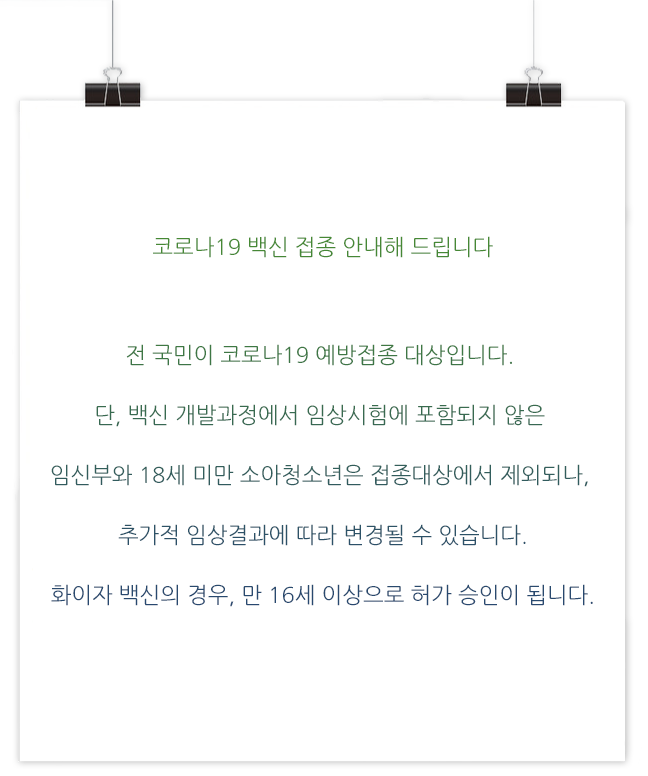 코로나19 백신 접종 안내해 드립니다
전 국민이 코로나19 예방접종 대상입니다.
단, 백신 개발과정에서 임상시험에 포함되지 않은
임신부와 18세 미만 소아청소년은 접종대상에서 제외되나,
추가적 임상결과에 따라 변경될 수 있습니다.
화이자 백신의 경우, 만 16세 이상으로 허가 승인이 됩니다.